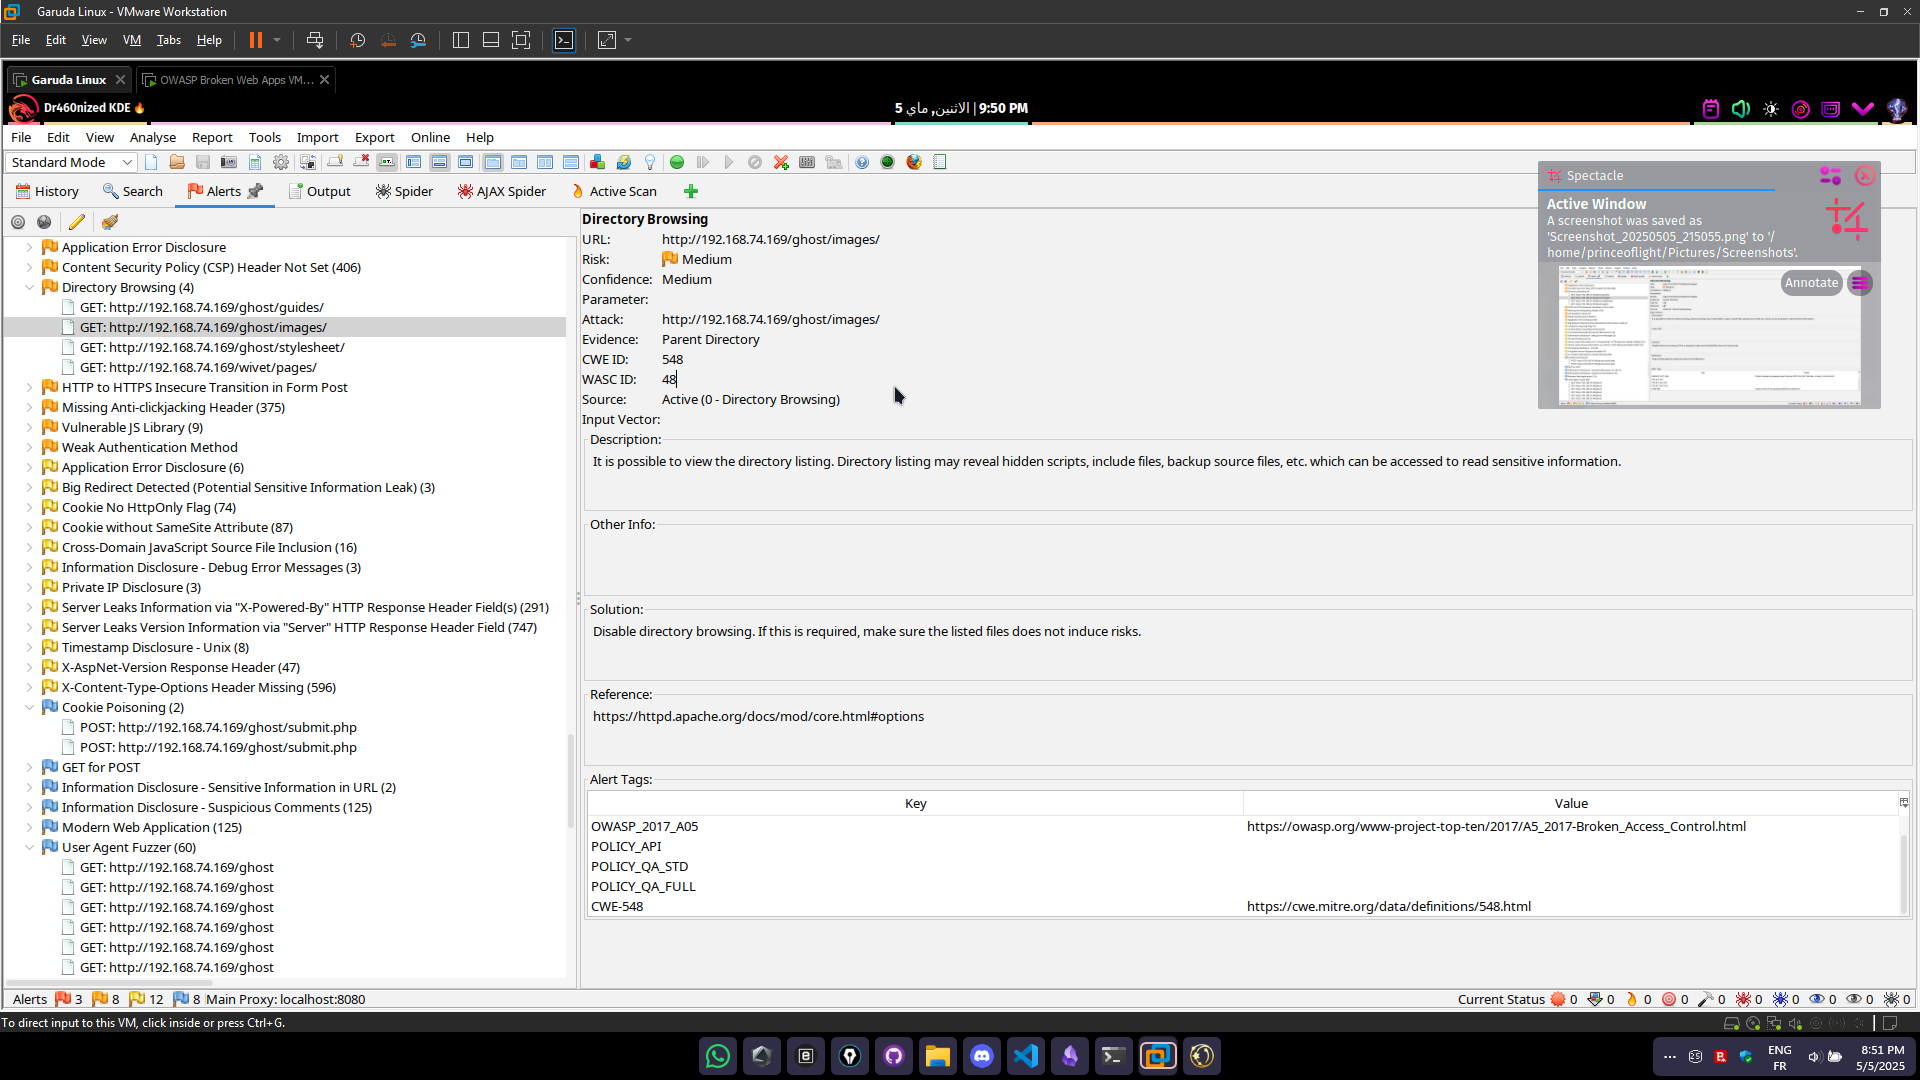 Garuda Linux - VMware Workstation
File Edit View VM Tabs Help
Garuda Linux
OWASP Broken Web Apps VM...
Dr460nized KDE
الاثنين, ماي 5 | 9:50 PM
File Edit View Analyse Report Tools Import Export Online Help
Standard Mode
History Search Alerts Output Spider AJAX Spider Active Scan
Application Error Disclosure
Content Security Policy (CSP) Header Not Set (406)
Directory Browsing (4)
GET: http://192.168.74.169/ghost/guides/
GET: http://192.168.74.169/ghost/images/
GET: http://192.168.74.169/ghost/stylesheet/
GET: http://192.168.74.169/wivet/pages/
HTTP to HTTPS Insecure Transition in Form Post
Missing Anti-clickjacking Header (375)
Vulnerable JS Library (9)
Weak Authentication Method
Application Error Disclosure (6)
Big Redirect Detected (Potential Sensitive Information Leak) (3)
Cookie No HttpOnly Flag (74)
Cookie without SameSite Attribute (87)
Cross-Domain JavaScript Source File Inclusion (16)
Information Disclosure - Debug Error Messages (3)
Private IP Disclosure (3)
Server Leaks Information via "X-Powered-By" HTTP Response Header Field(s) (291)
Server Leaks Version Information via "Server" HTTP Response Header Field (747)
Timestamp Disclosure - Unix (8)
X-AspNet-Version Response Header (47)
X-Content-Type-Options Header Missing (596)
Cookie Poisoning (2)
POST: http://192.168.74.169/ghost/submit.php
POST: http://192.168.74.169/ghost/submit.php
GET for POST
Information Disclosure - Sensitive Information in URL (2)
Information Disclosure - Suspicious Comments (125)
Modern Web Application (125)
User Agent Fuzzer (60)
GET: http://192.168.74.169/ghost
GET: http://192.168.74.169/ghost
GET: http://192.168.74.169/ghost
GET: http://192.168.74.169/ghost
GET: http://192.168.74.169/ghost
GET: http://192.168.74.169/ghost
Directory Browsing
URL: http://192.168.74.169/ghost/images/
Risk: Medium
Confidence: Medium
Parameter:
Attack: http://192.168.74.169/ghost/images/
Evidence: Parent Directory
CWE ID: 548
WASC ID: 48
Source: Active (0 - Directory Browsing)
Input Vector:
Description:
It is possible to view the directory listing. Directory listing may reveal hidden scripts, include files, backup source files, etc. which can be accessed to read sensitive information.
Other Info:
Solution:
Disable directory browsing. If this is required, make sure the listed files does not induce risks.
Reference:
https://httpd.apache.org/docs/mod/core.html#options
Alert Tags:
Key Value
OWASP_2017_A05 https://owasp.org/www-project-top-ten/2017/A5_2017-Broken_Access_Control.html
POLICY_API
POLICY_QA_STD
POLICY_QA_FULL
CWE-548 https://cwe.mitre.org/data/definitions/548.html
Spectacle
Active Window
A screenshot was saved as
'Screenshot_20250505_215055.png' to '/
home/princeoflight/Pictures/Screenshots'.
Annotate
Alerts 3 8 12 8 Main Proxy: localhost:8080
Current Status 0 0 0 0 0 0 0 0 0 0
To direct input to this VM, click inside or press Ctrl+G.
ENG
FR
8:51 PM
5/5/2025